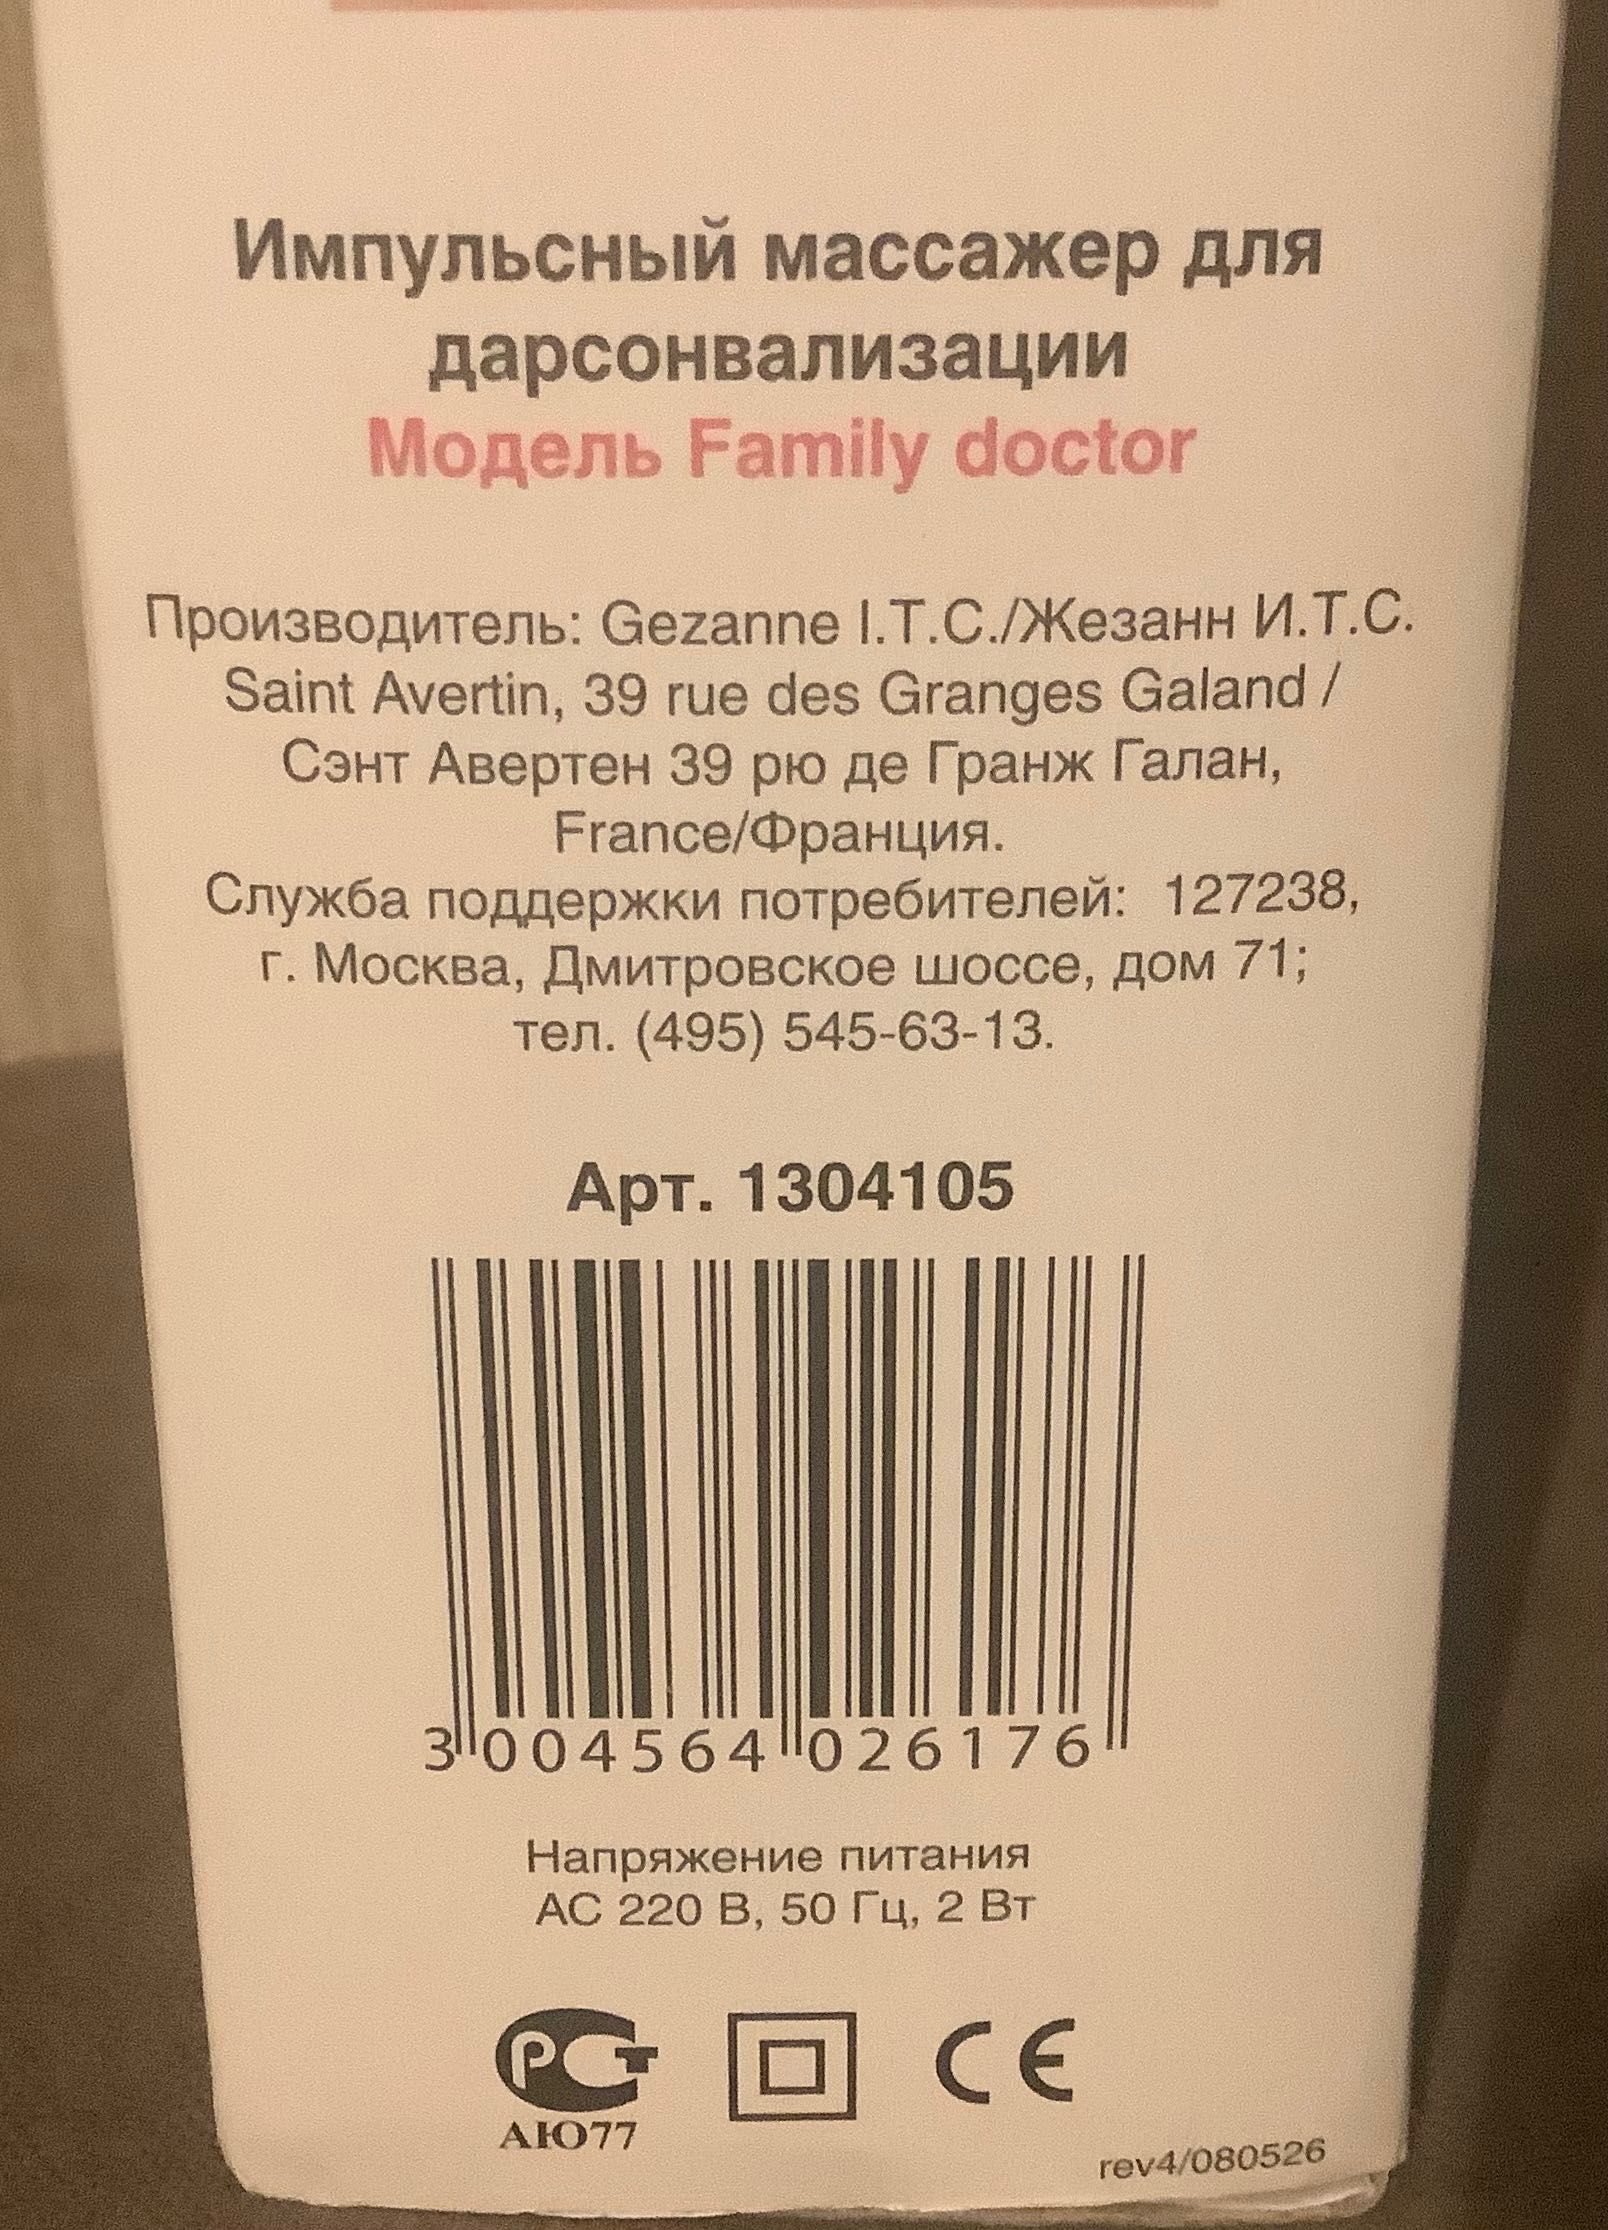 Импульсный массажер для
дарсонвализации
Модель Family doctor
Производитель: Gezanne I.T.C./Жезанн И.Т.С.
Saint Avertin, 39 rue des Granges Galand /
Сэнт Авертен 39 рю де Гранж Галан,
France/Франция.
Служба поддержки потребителей: 127238,
г. Москва, Дмитровское шоссе, дом 71;
тел. (495) 545-63-13.
Арт. 1304105
3 004564 026176
Напряжение питания
АС 220 В, 50 Гц, 2 Вт
РСТ CE
АЮ77
rev4/080526